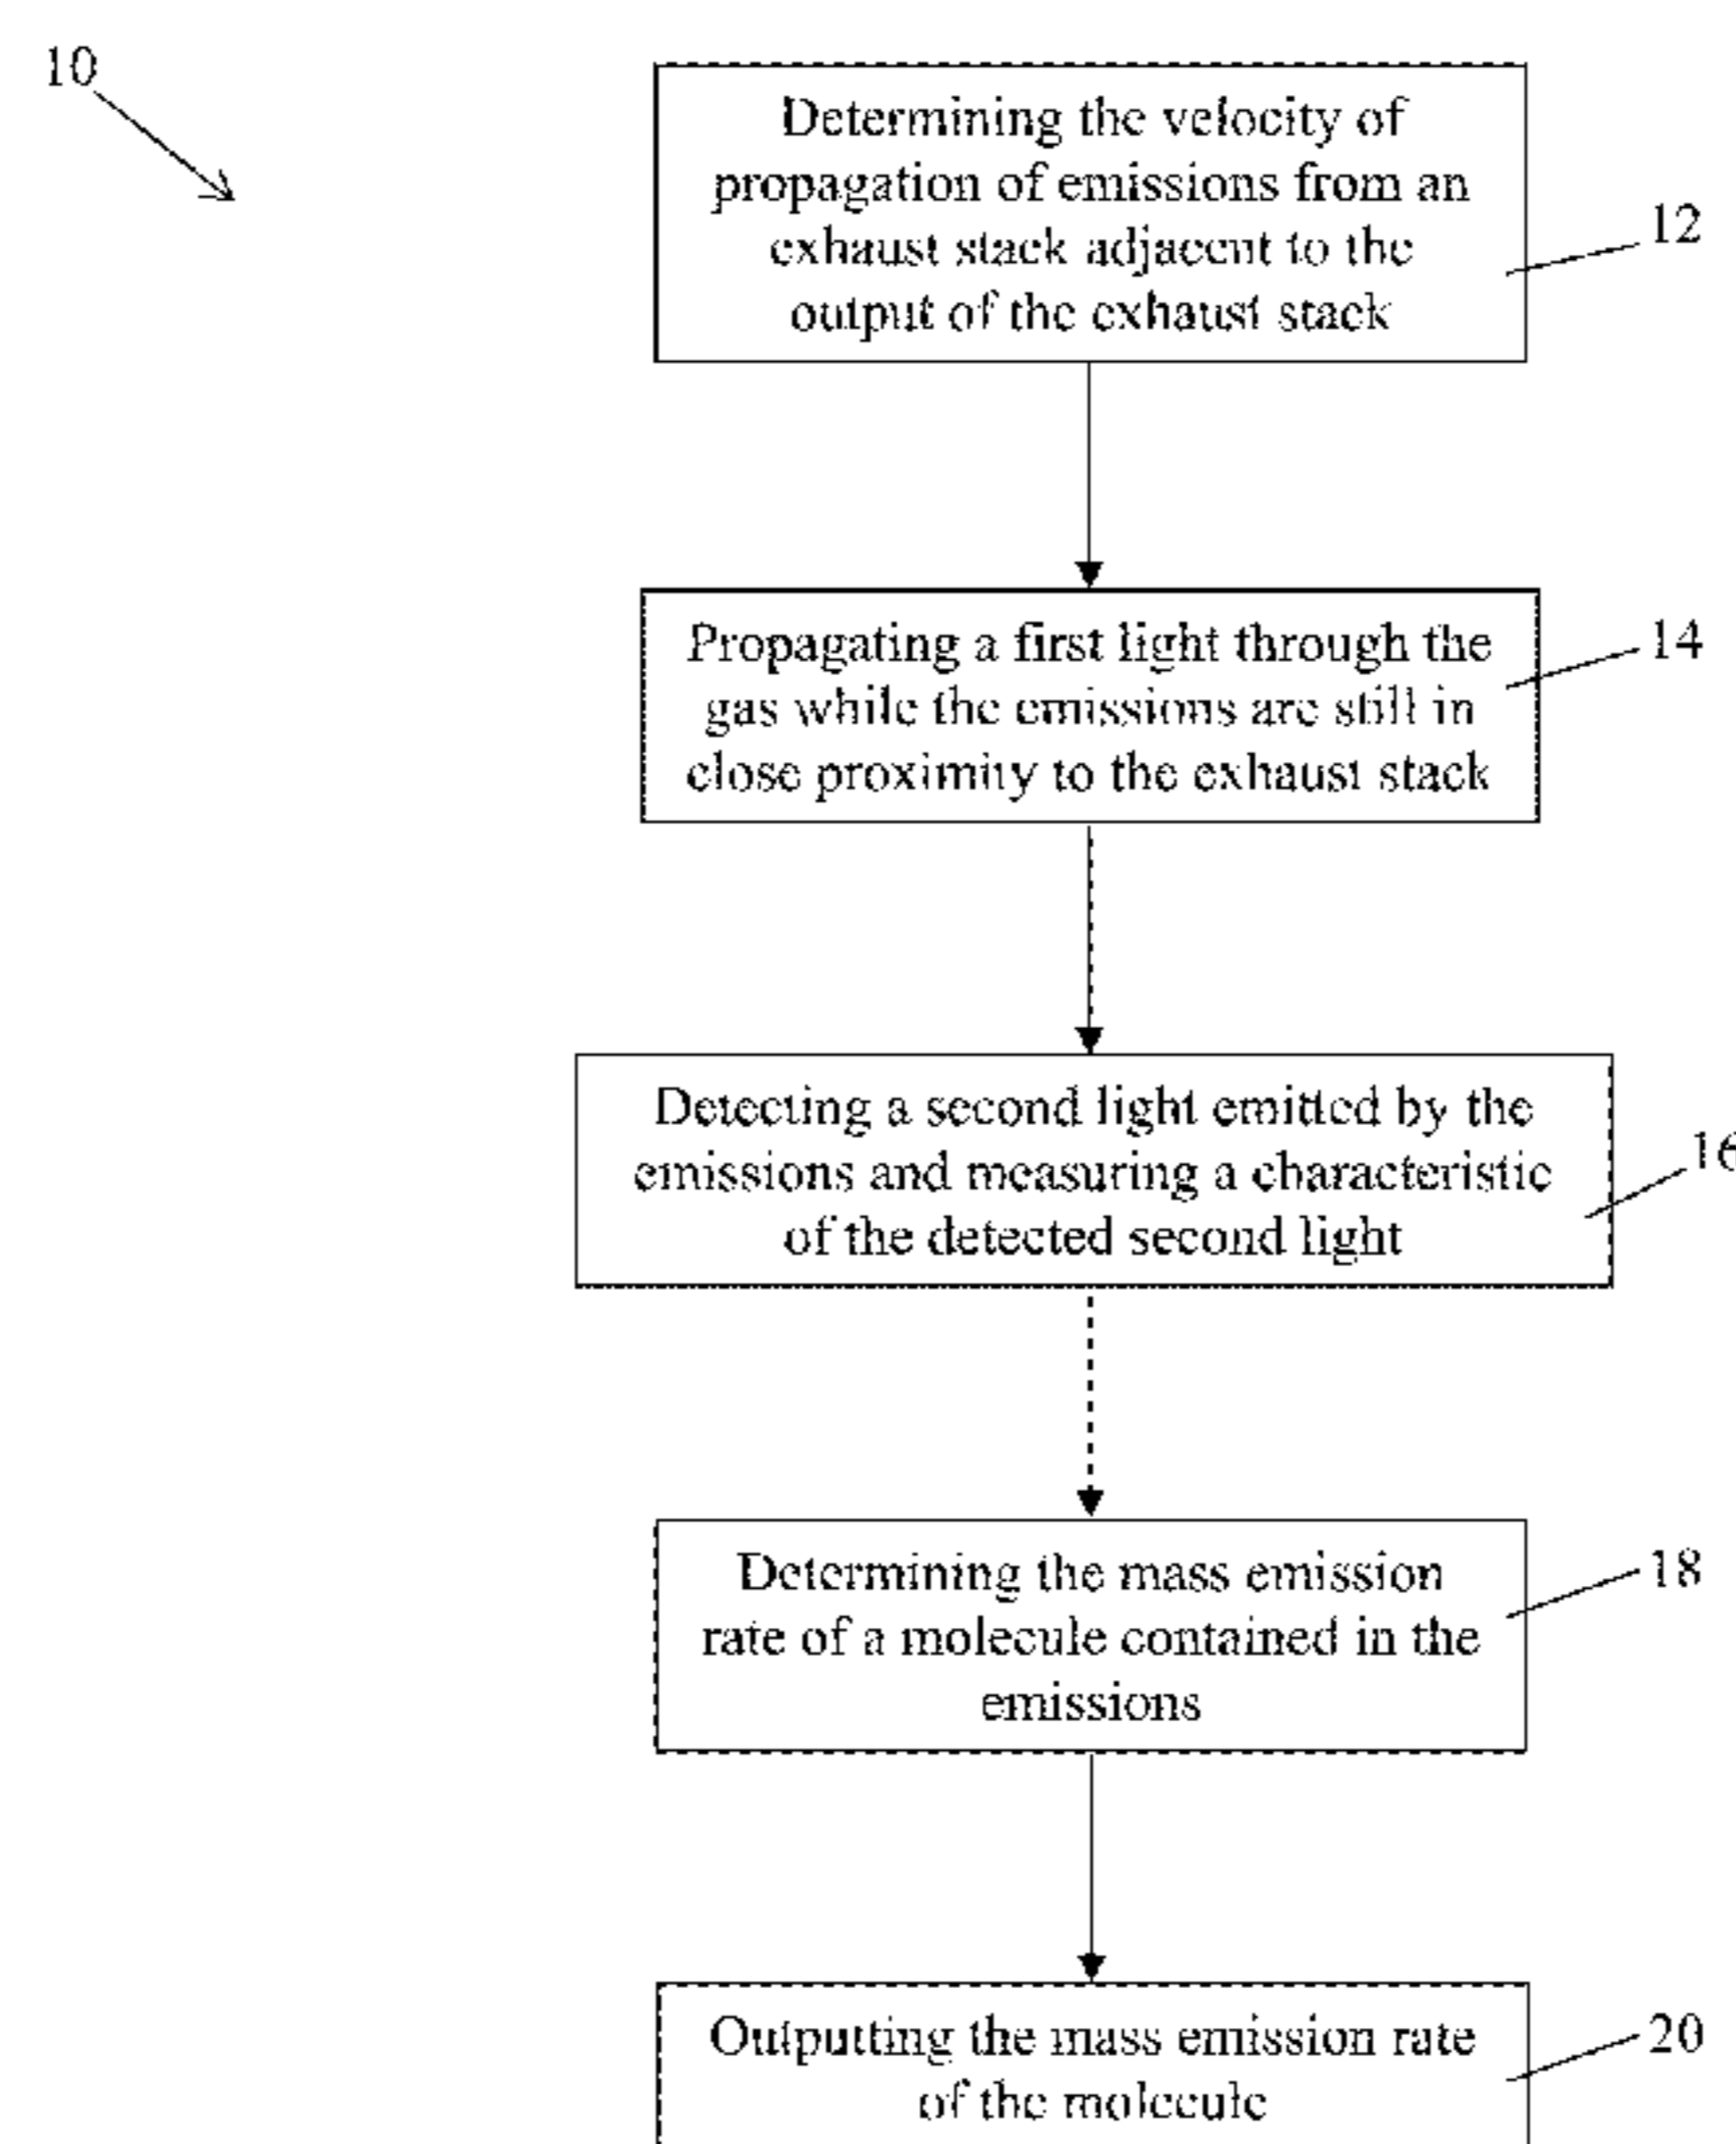 10
Determining the velocity of
propagation of emissions from an
exhaust stack adjacent to the
output of the exhaust stack
12
Propagating a first light through the
gas while the emissions are still in
close proximity to the exhaust stack
14
Detecting a second light emitted by the
emissions and measuring a characteristic
of the detected second light
16
Determining the mass emission
rate of a molecule contained in the
emissions
18
Outputting the mass emission rate
of the molecule
20